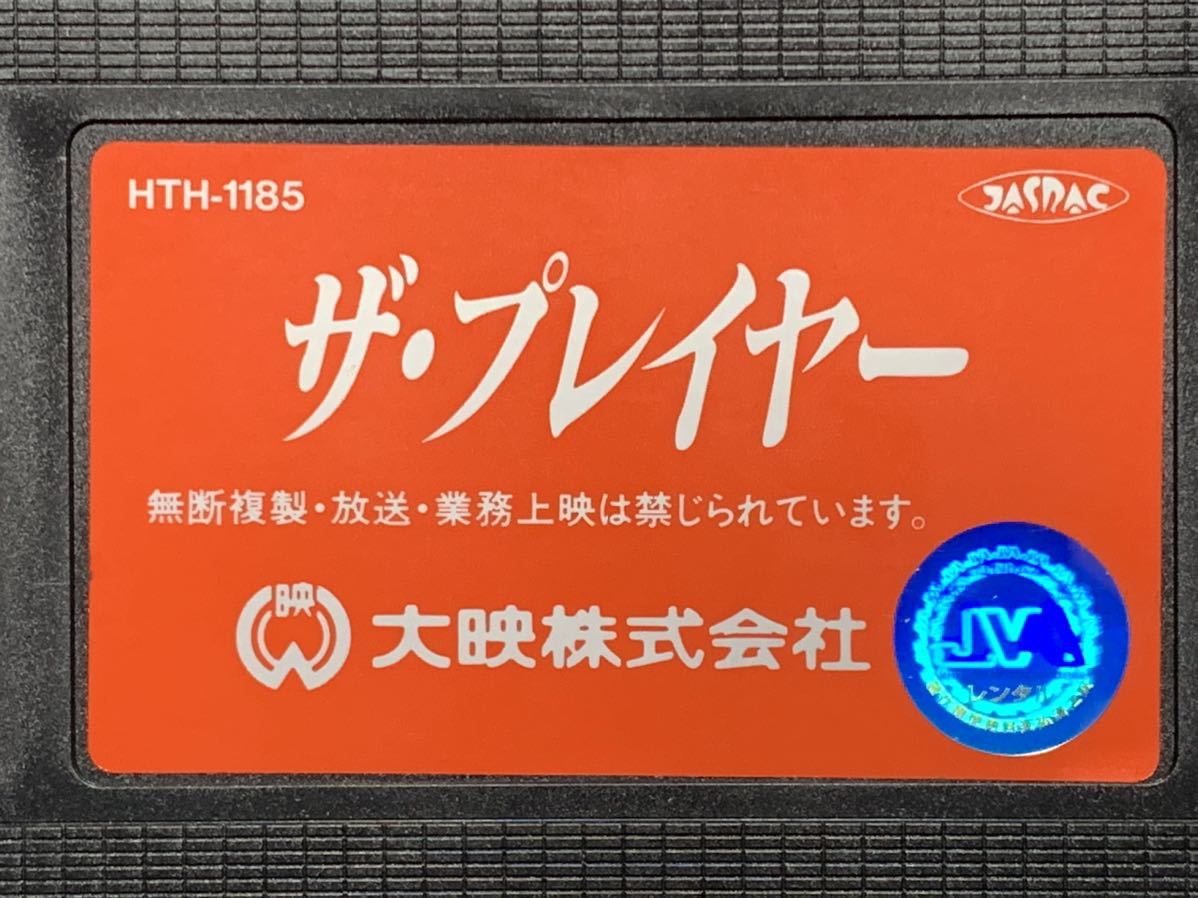 HTH-1185
JASRAC
ザ・プレイヤー
無断複製・放送・業務上映は禁じられています。
映
大映株式会社
JVA
レンタル